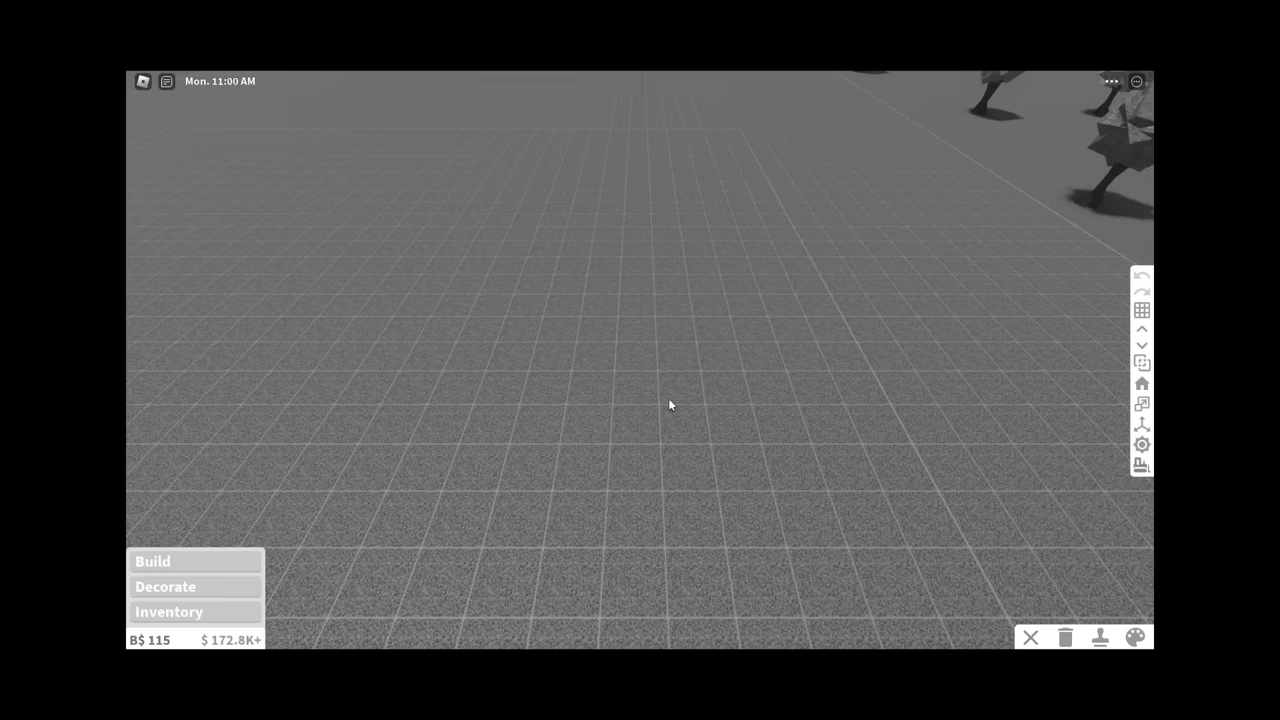 Mon. 11:00 AM
Build
Decorate
Inventory
B$ 115 $ 172.8K+